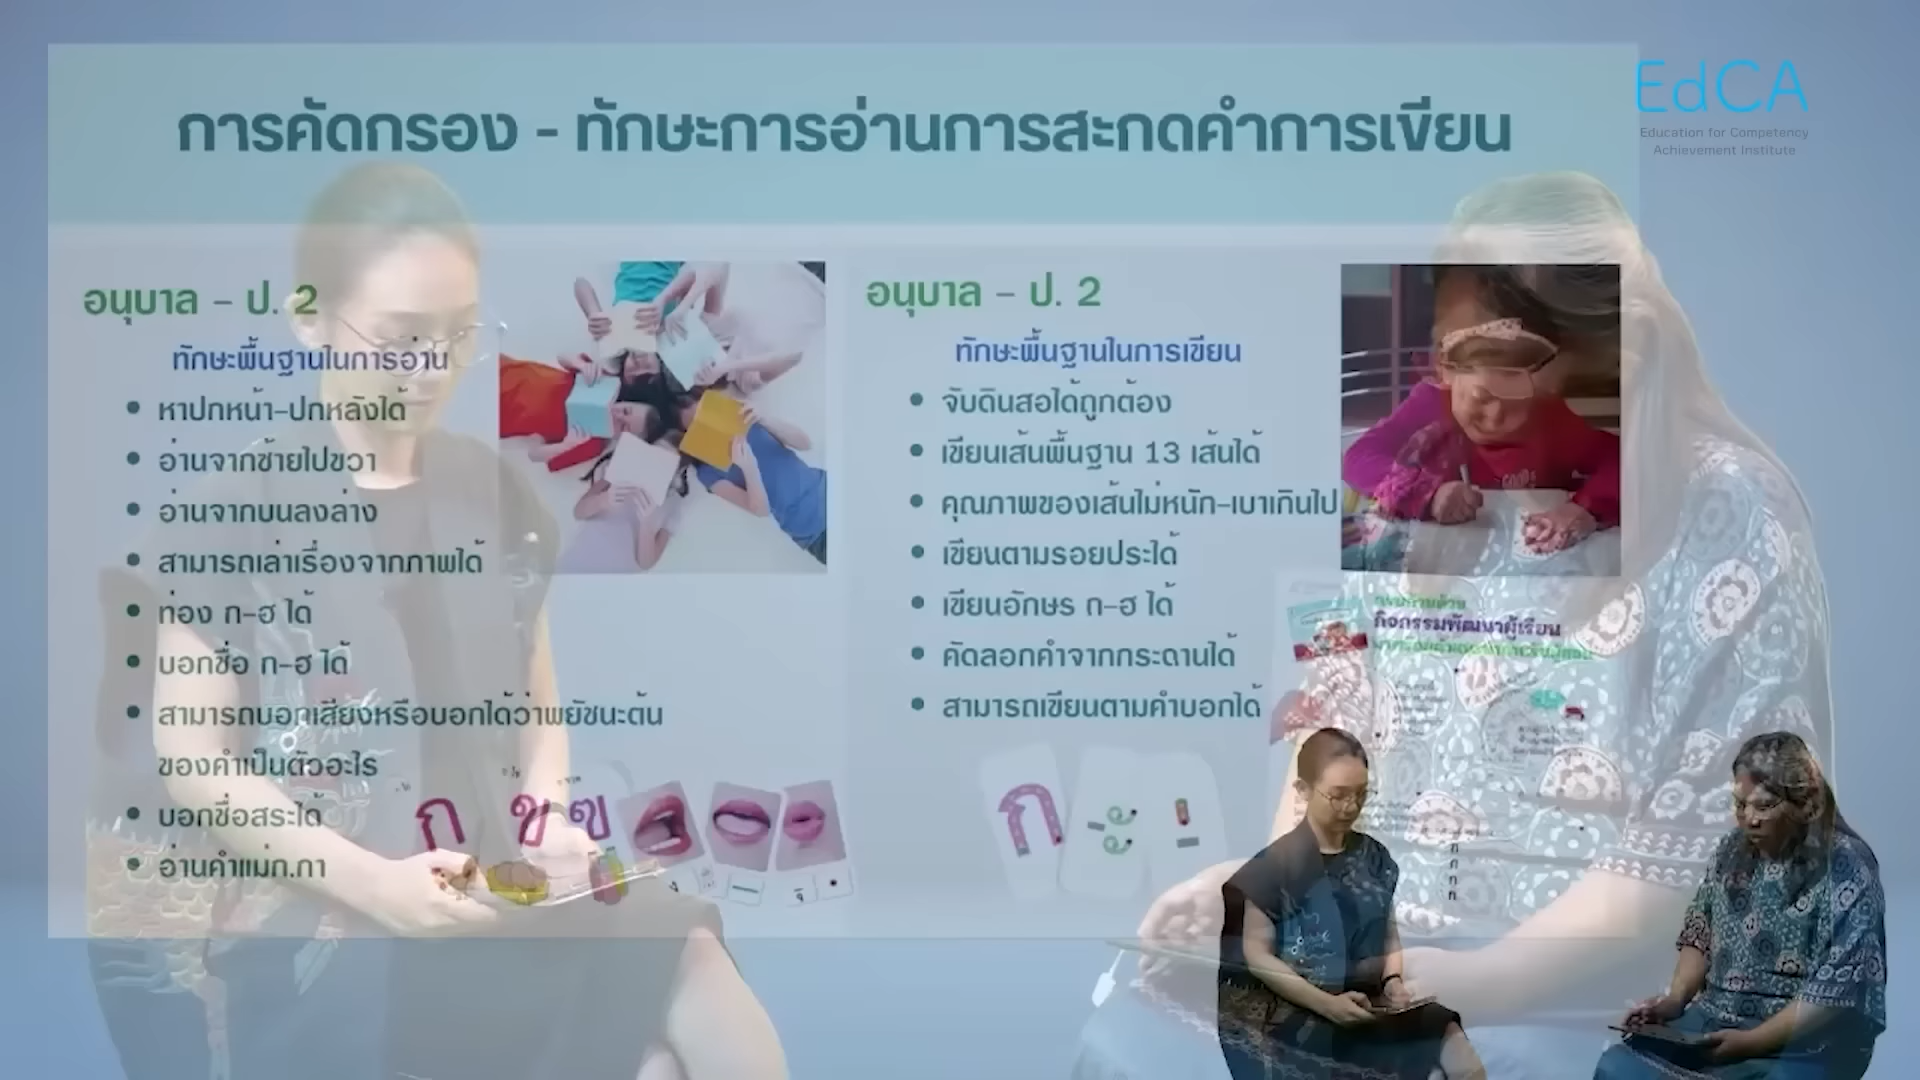 EdCA
Education for Competency
Achievement Institute
การคัดกรอง - ทักษะการอ่านการสะกดคำการเขียน
อนุบาล – ป. 2
ทักษะพื้นฐานในการอ่าน
• หาปกหน้า-ปกหลังได้
• อ่านจากซ้ายไปขวา
• อ่านจากบนลงล่าง
• สามารถเล่าเรื่องจากภาพได้
• ท่อง ก-ฮ ได้
• บอกชื่อ ก-ฮ ได้
• สามารถบอกเสียงหรือบอกได้ว่าพยัชนะต้น
ของคำเป็นตัวอะไร
• บอกชื่อสระได้
• อ่านคำแม่ก.กา
ก ข ฃ
อนุบาล – ป. 2
ทักษะพื้นฐานในการเขียน
• จับดินสอได้ถูกต้อง
• เขียนเส้นพื้นฐาน 13 เส้นได้
• คุณภาพของเส้นไม่หนัก-เบาเกินไป
• เขียนตามรอยประได้
• เขียนอักษร ก-ฮ ได้
• คัดลอกคำจากกระดานได้
• สามารถเขียนตามคำบอกได้
ก
กิจกรรมพัฒนาผู้เรียน